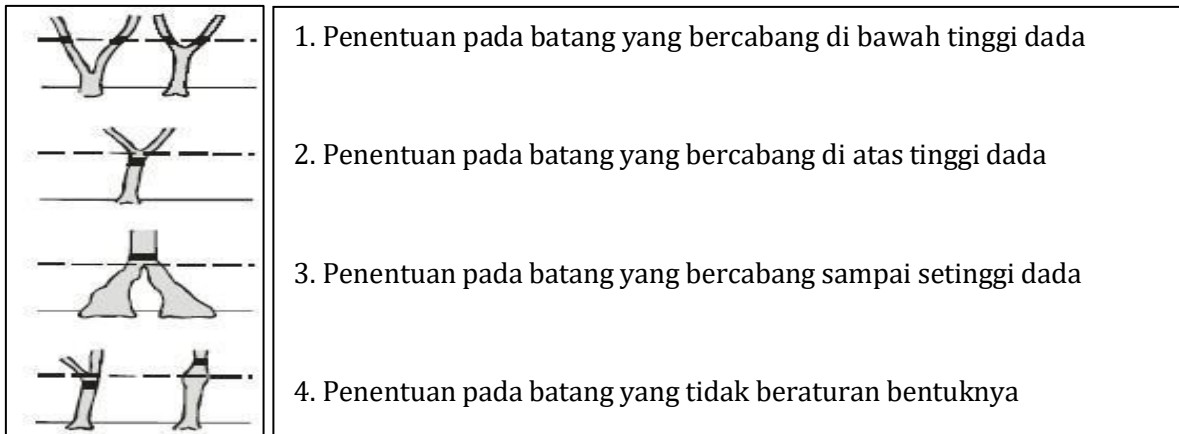 1. Penentuan pada batang yang bercabang di bawah tinggi dada
2. Penentuan pada batang yang bercabang di atas tinggi dada
3. Penentuan pada batang yang bercabang sampai setinggi dada
4. Penentuan pada batang yang tidak beraturan bentuknya